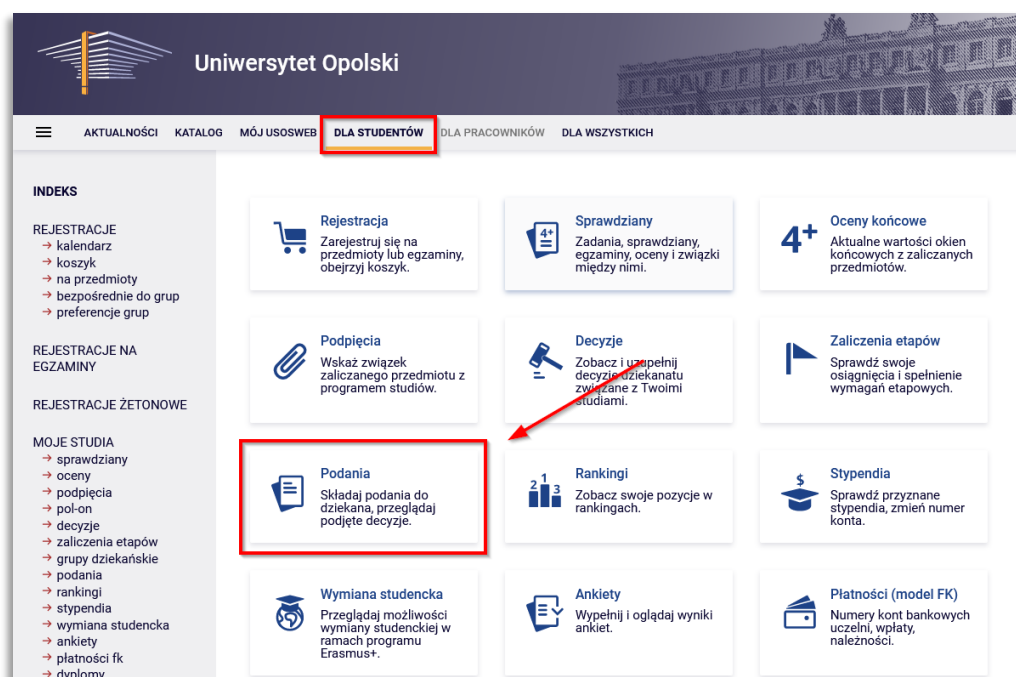 Uniwersytet Opolski
AKTUALNOŚCI KATALOG MÓJ USOSWEB DLA STUDENTÓW DLA PRACOWNIKÓW DLA WSZYSTKICH
INDEKS
REJESTRACJE
→ kalendarz
→ koszyk
→ na przedmioty
→ bezpośrednie do grup
→ preferencje grup
REJESTRACJE NA
EGZAMINY
REJESTRACJE ŻETONOWE
MOJE STUDIA
→ sprawdziany
→ oceny
→ podpięcia
→ pol-on
→ decyzje
→ zaliczenia etapów
→ grupy dziekańskie
→ podania
→ rankingi
→ stypendia
→ wymiana studencka
→ ankiety
→ płatności fk
→ dyplomy
Rejestracja
Zarejestruj się na
przedmioty lub egzaminy,
obejrzyj koszyk.
4+
Sprawdziany
Zadania, sprawdziany,
egzaminy, oceny i związki
między nimi.
4+
Oceny końcowe
Aktualne wartości okien
końcowych z zaliczanych
przedmiotów.
Podpięcia
Wskaż związek
zaliczanego przedmiotu z
programem studiów.
Decyzje
Zobacz i uzupełnij
decyzje dziekanatu
związane z Twoimi
studiami.
Zaliczenia etapów
Sprawdź swoje
osiągnięcia i spełnienie
wymagań etapowych.
Podania
Składaj podania do
dziekana, przeglądaj
podjęte decyzje.
2 1 3
Rankingi
Zobacz swoje pozycje w
rankingach.
$
Stypendia
Sprawdź przyznane
stypendia, zmień numer
konta.
Wymiana studencka
Przeglądaj możliwości
wymiany studenckiej w
ramach programu
Erasmus+.
Ankiety
Wypełnij i oglądaj wyniki
ankiet.
Płatności (model FK)
Numery kont bankowych
uczelni, wpłaty,
należności.